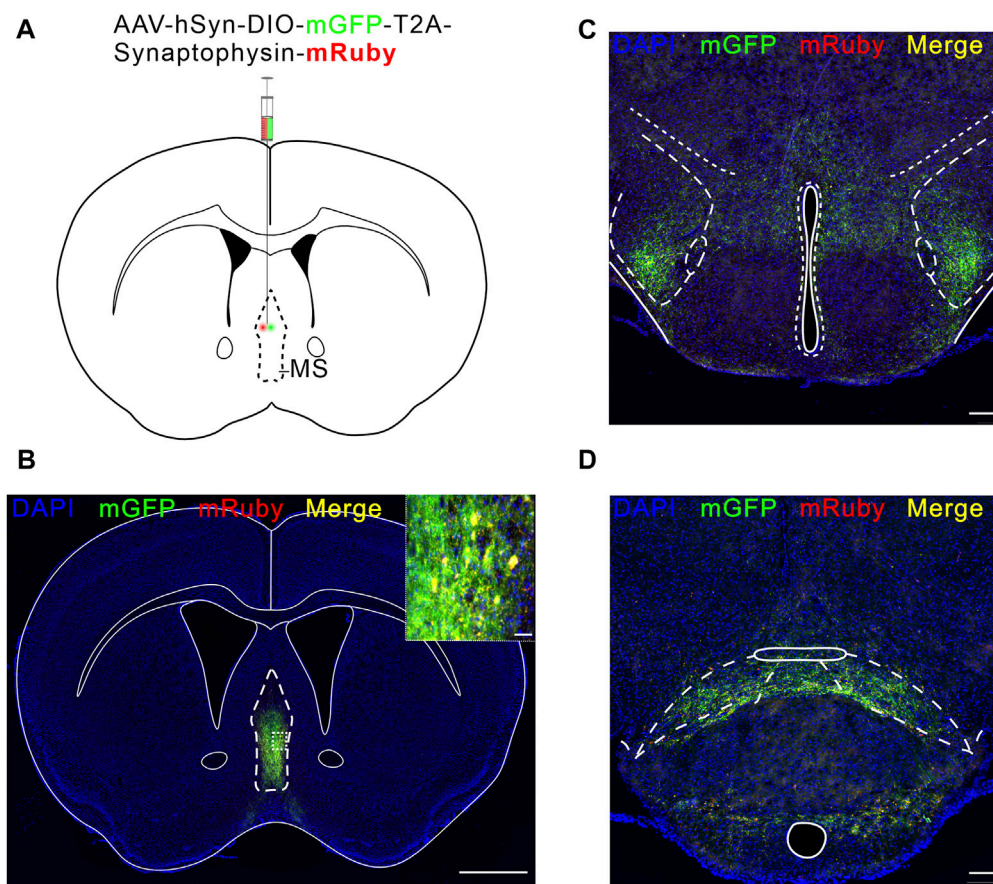 A
AAV-hSyn-DIO-mGFP-T2A-
Synaptophysin-mRuby
MS
B
DAPI mGFP mRuby Merge
C
DAPI mGFP mRuby Merge
D
DAPI mGFP mRuby Merge